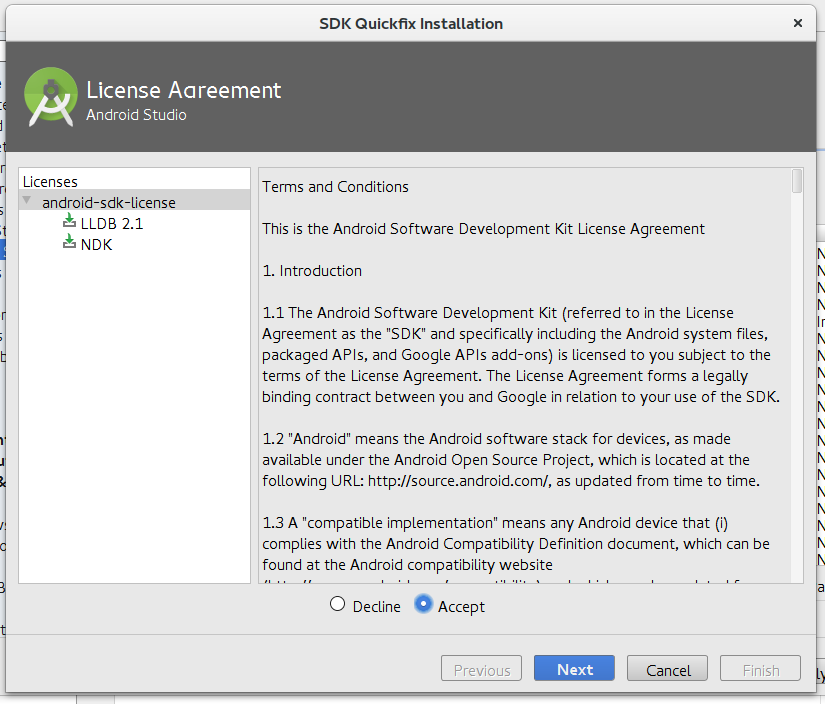 SDK Quickfix Installation
License Agreement
Android Studio
Licenses
android-sdk-license
LLDB 2.1
NDK
Terms and Conditions
This is the Android Software Development Kit License Agreement
1. Introduction
1.1 The Android Software Development Kit (referred to in the License
Agreement as the "SDK" and specifically including the Android system files,
packaged APIs, and Google APIs add-ons) is licensed to you subject to the
terms of the License Agreement. The License Agreement forms a legally
binding contract between you and Google in relation to your use of the SDK.
1.2 "Android" means the Android software stack for devices, as made
available under the Android Open Source Project, which is located at the
following URL: http://source.android.com/, as updated from time to time.
1.3 A "compatible implementation" means any Android device that (i)
complies with the Android Compatibility Definition document, which can be
found at the Android compatibility website
Decline
Accept
Previous
Next
Cancel
Finish